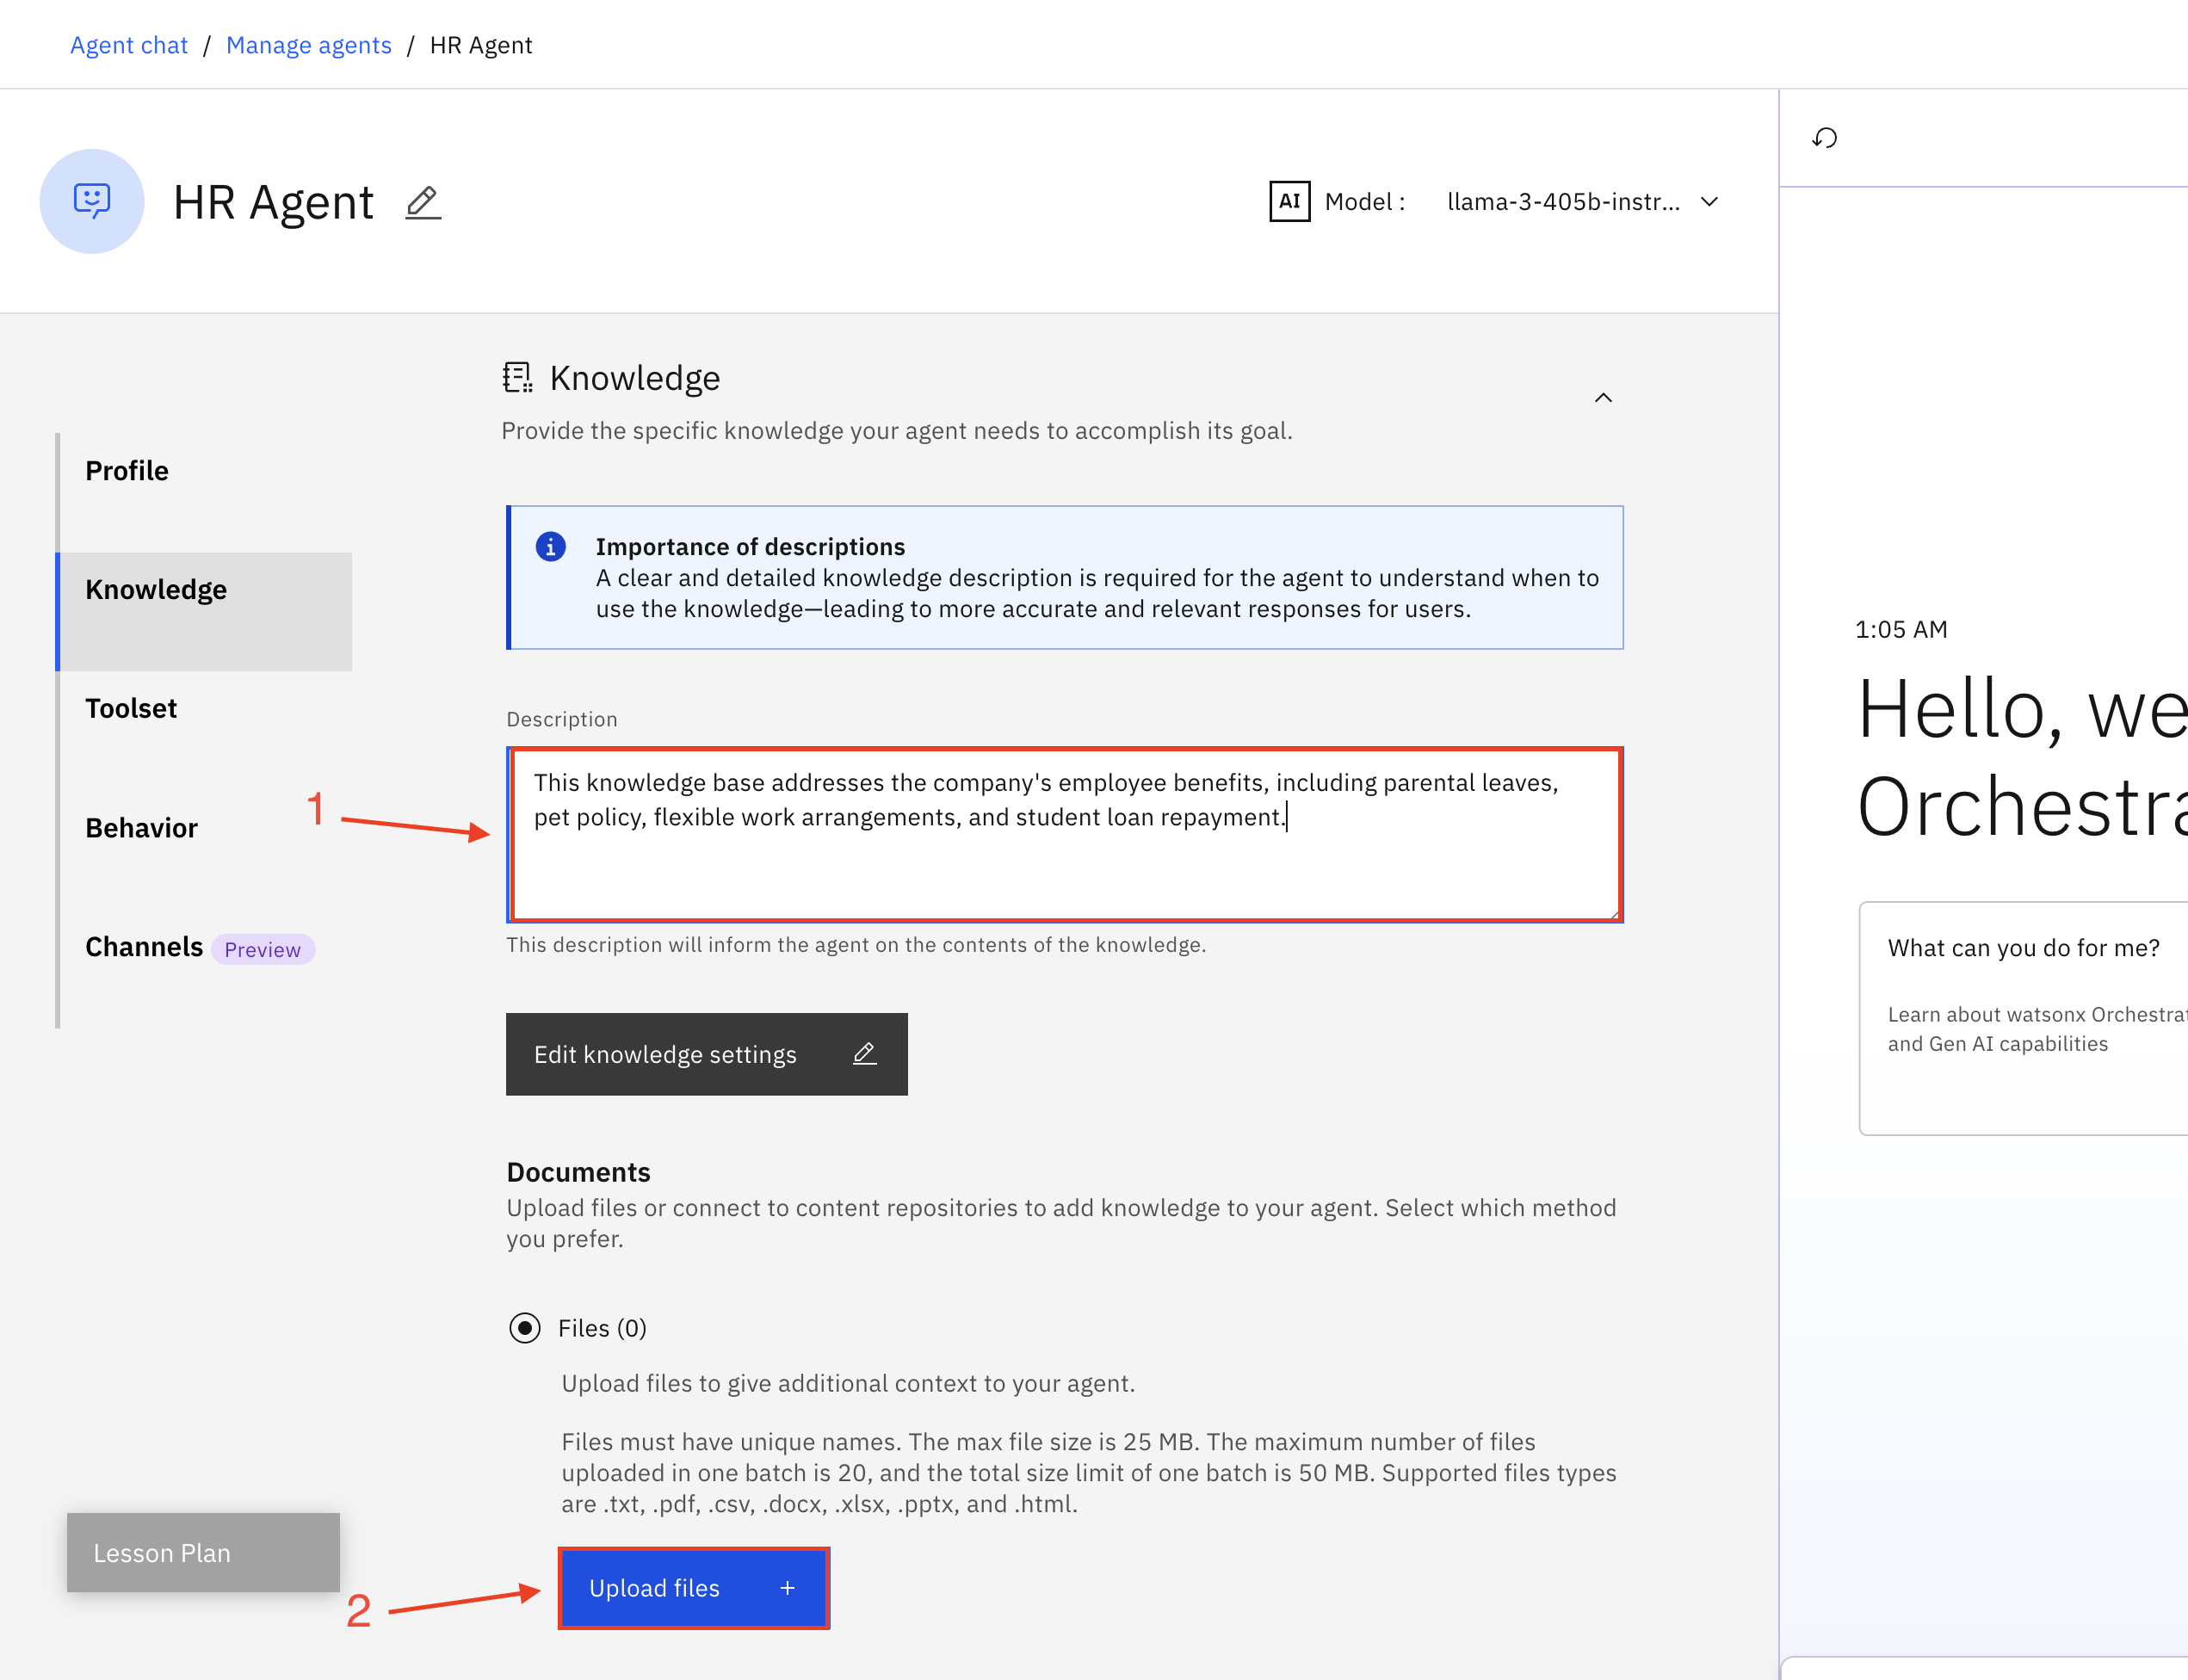 Agent chat / Manage agents / HR Agent
HR Agent
AI Model : llama-3-405b-instr...
Knowledge
Provide the specific knowledge your agent needs to accomplish its goal.
Profile
Knowledge
Toolset
Behavior
Channels Preview
Importance of descriptions
A clear and detailed knowledge description is required for the agent to understand when to
use the knowledge—leading to more accurate and relevant responses for users.
Description
1
This knowledge base addresses the company's employee benefits, including parental leaves,
pet policy, flexible work arrangements, and student loan repayment.
This description will inform the agent on the contents of the knowledge.
Edit knowledge settings
Documents
Upload files or connect to content repositories to add knowledge to your agent. Select which method
you prefer.
Files (0)
Upload files to give additional context to your agent.
Files must have unique names. The max file size is 25 MB. The maximum number of files
uploaded in one batch is 20, and the total size limit of one batch is 50 MB. Supported files types
are .txt, .pdf, .csv, .docx, .xlsx, .pptx, and .html.
Lesson Plan
2
Upload files +
1:05 AM
Hello, we
Orchestra
What can you do for me?
Learn about watsonx Orchestrat
and Gen AI capabilities